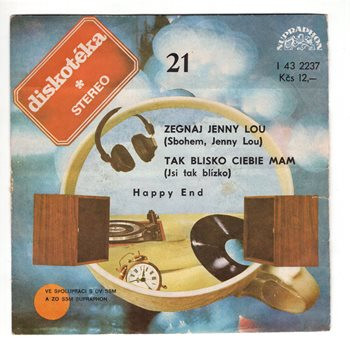 diskotéka
STEREO
21
SUPRAPHON
1 43 2237
Kčs 12,—
ZEGNAJ JENNY LOU
(Sbohem, Jenny Lou)
TAK BLISKO CIEBIE MAM
(Jsi tak blízko)
Happy End
VE SPOLUPRÁCI S ÚV SSM
A ZO SSM SUPRAPHON